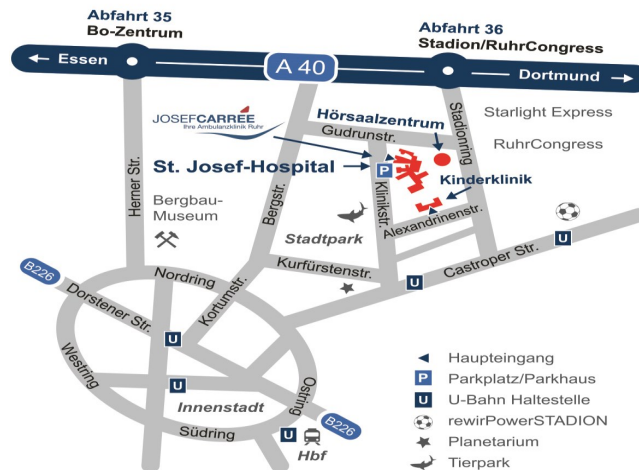 Abfahrt 35
Bo-Zentrum
Abfahrt 36
Stadion/RuhrCongress
← Essen
A 40
Dortmund →
JOSEFCARRÉE
Ihre Ambulanzklinik Ruhr
Hörsaalzentrum
Gudrunstr.
Stadionring
Starlight Express
RuhrCongress
St. Josef-Hospital
P
Kinderklinik
Herner Str.
Bergbau-
Museum
Bergstr.
Klinikstr.
Stadtpark
Alexandrinenstr.
U
Castroper Str.
Kurfürstenstr.
U
B226
Nordring
Dorstener Str.
Kortumstr.
U
Westring
U
Innenstadt
Ostring
Südring
B226
U
Hbf
Haupteingang
P Parkplatz/Parkhaus
U U-Bahn Haltestelle
rewirPowerSTADION
Planetarium
Tierpark